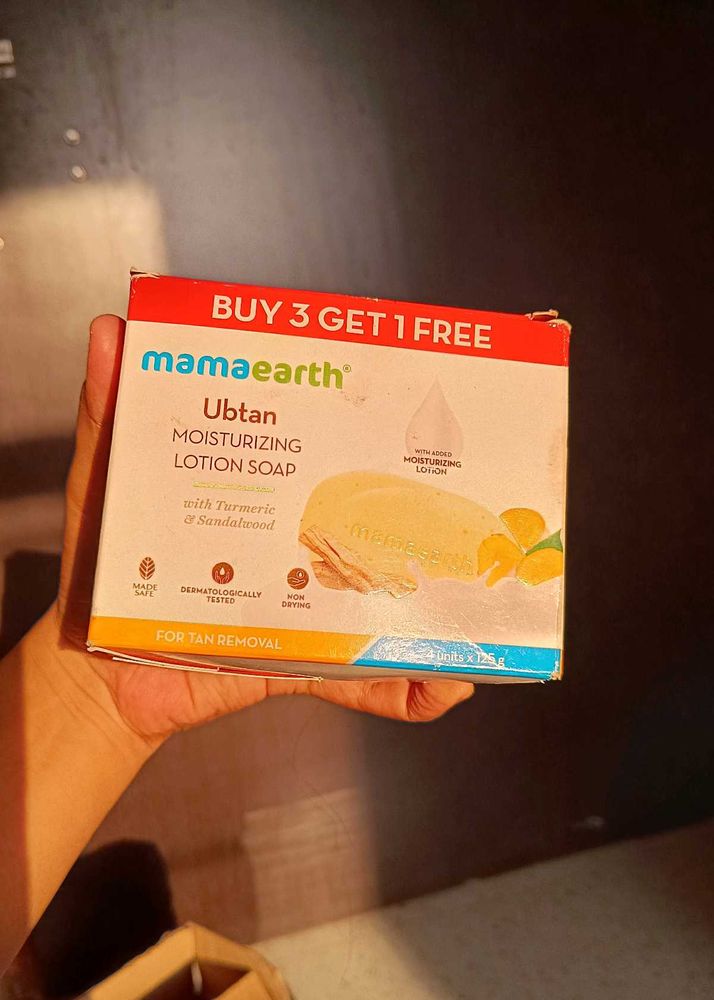 BUY 3 GET 1 FREE
mamaearth®
Ubtan
MOISTURIZING
LOTION SOAP
with Turmeric
& Sandalwood
WITH ADDED
MOISTURIZING
LOTION
mamaearth
MADE
SAFE
DERMATOLOGICALLY
TESTED
NON
DRYING
FOR TAN REMOVAL
4 units x 125 g